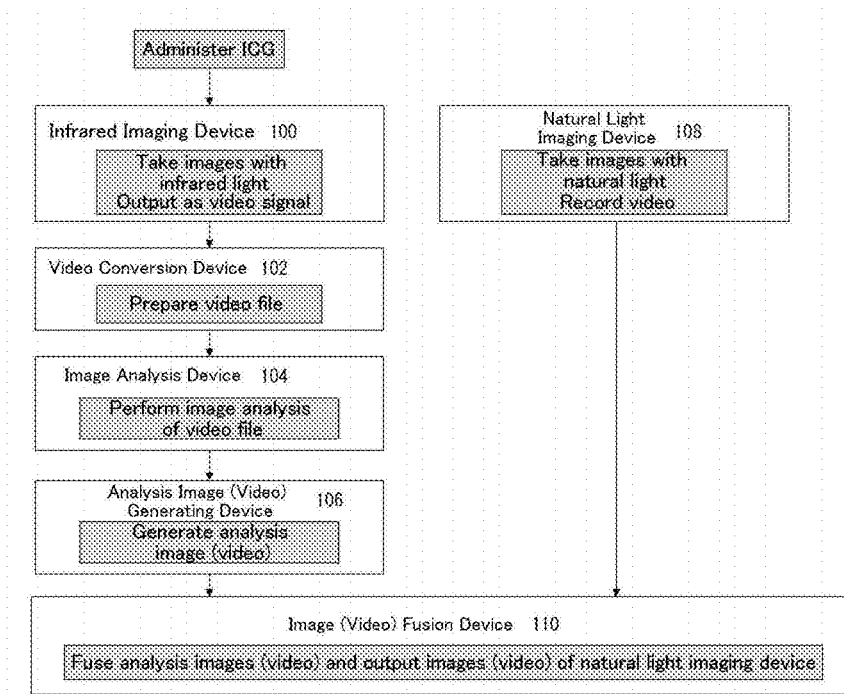 Administer ICG
Infrared Imaging Device 100
Take images with
infrared light
Output as video signal
Natural Light
Imaging Device 108
Take images with
natural light
Record video
Video Conversion Device 102
Prepare video file
Image Analysis Device 104
Perform image analysis
of video file
Analysis Image (Video)
Generating Device 106
Generate analysis
image (video)
Image (Video) Fusion Device 110
Fuse analysis images (video) and output images (video) of natural light imaging device